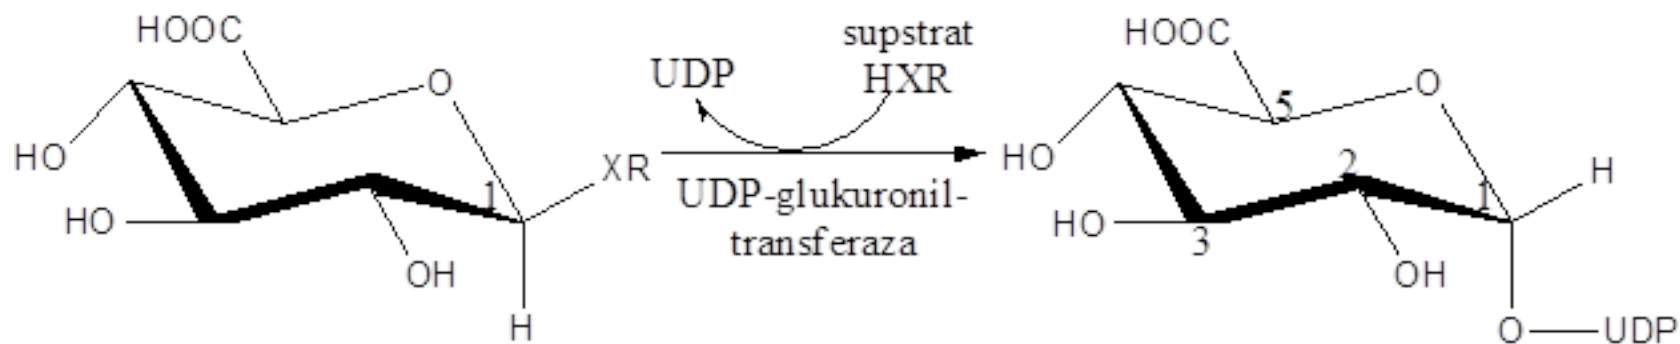 HOOC
O
HO
HO
OH
1
XR
H
UDP
supstrat
HXR
UDP-glukuronil-
transferaza
HOOC
5
O
HO
HO
3
2
OH
1
H
O
UDP